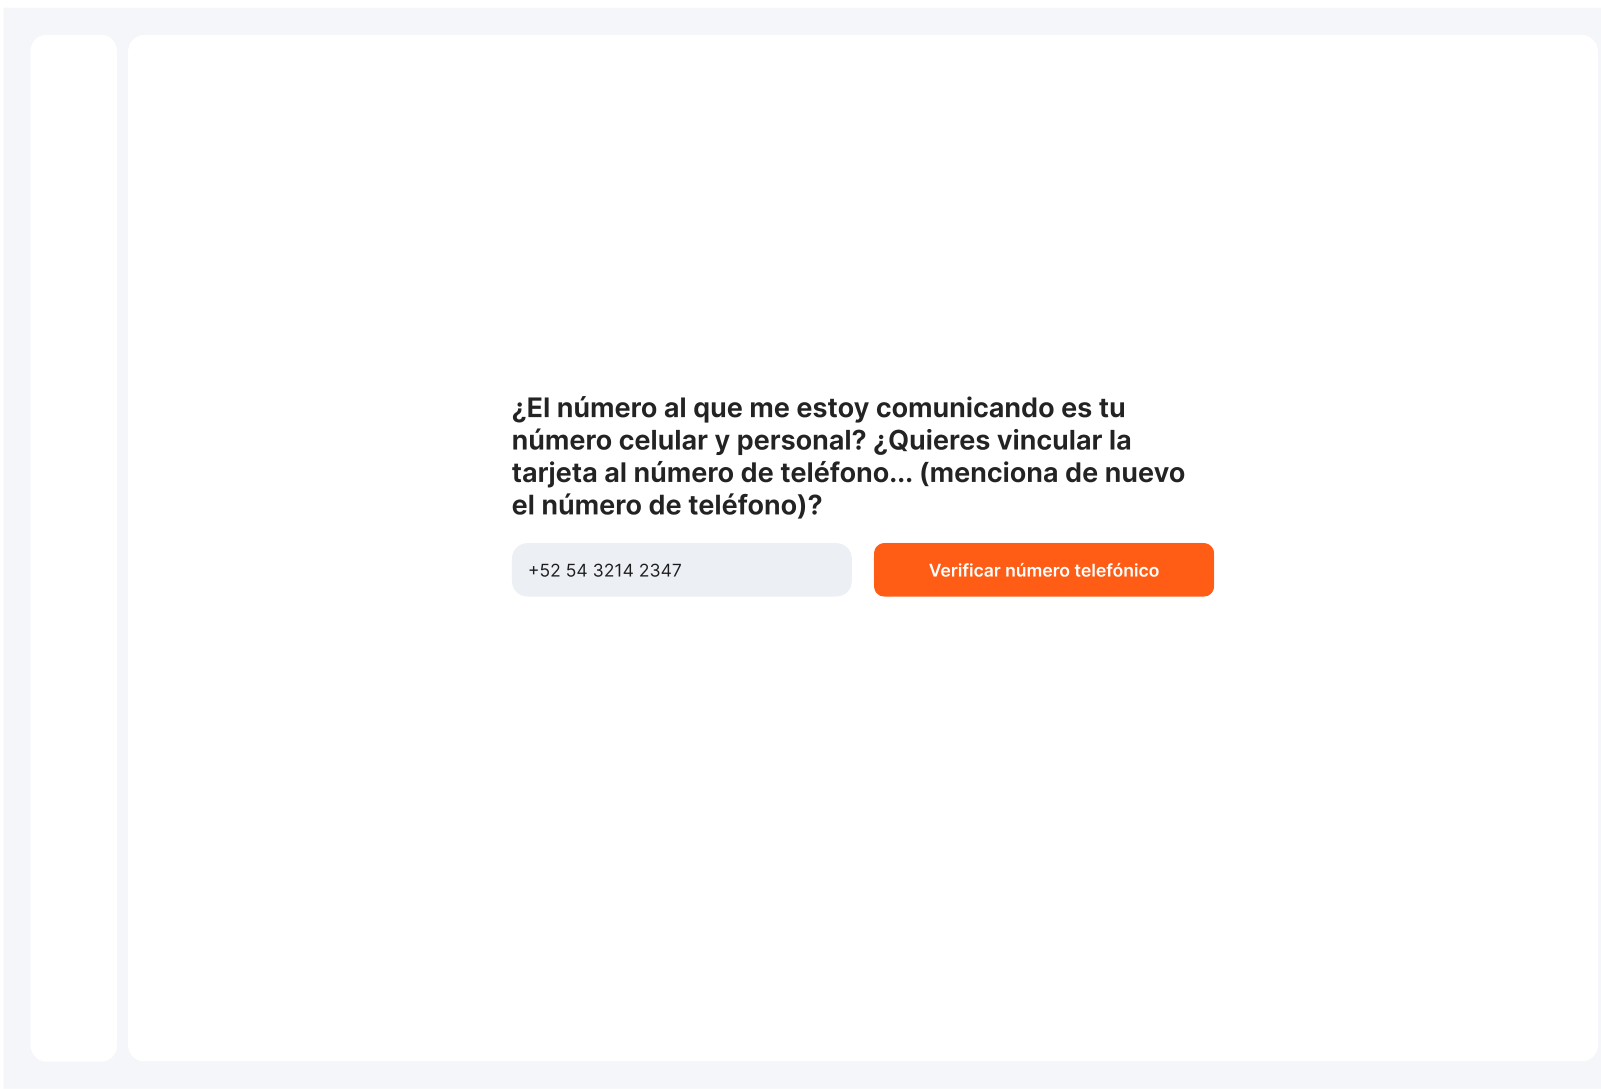 ¿El número al que me estoy comunicando es tu
número celular y personal? ¿Quieres vincular la
tarjeta al número de teléfono... (menciona de nuevo
el número de teléfono)?
+52 54 3214 2347
Verificar número telefónico